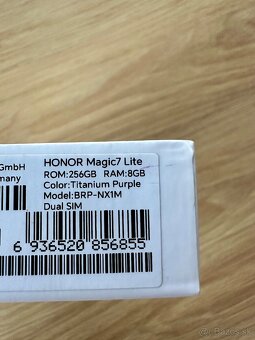 GmbH
HONOR Magic7 Lite
ROM:256GB RAM:8GB
Color:Titanium Purple
Model:BRP-NX1M
Dual SIM
6 936520 856855